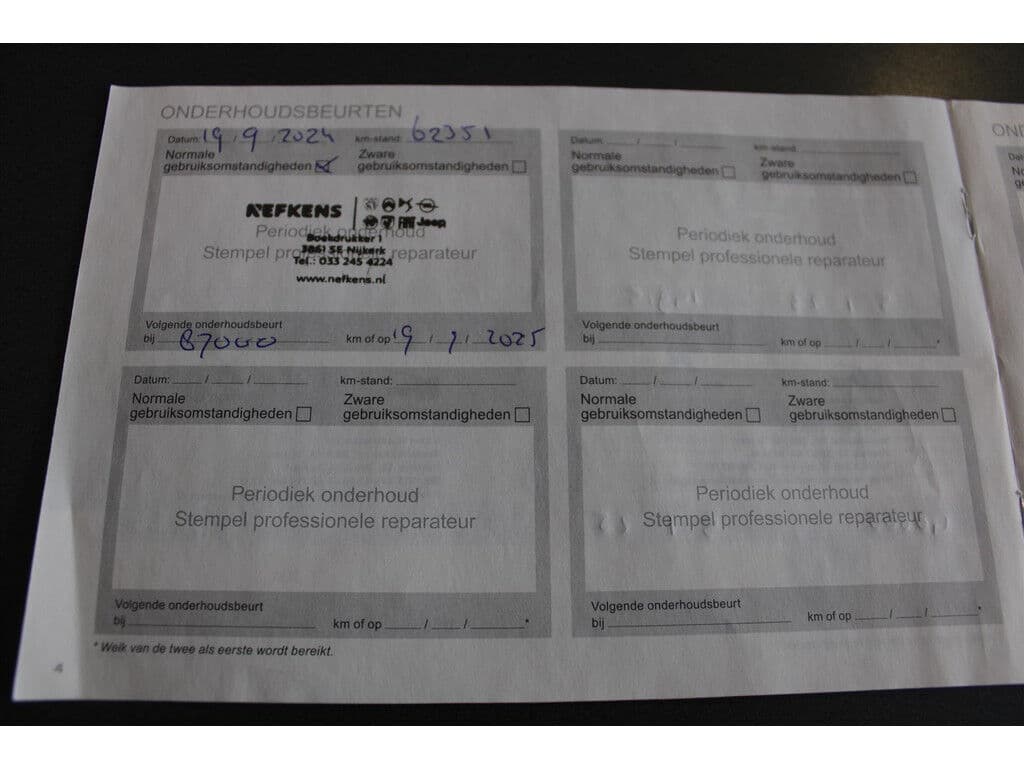 ONDERHOUDSBEURTEN
Datum: 19 / 9 / 2024 km-stand: 62351
Normale gebruiksomstandigheden Zware gebruiksomstandigheden
NEFKENS
Jeep
Periodiek onderhoud
Boekdrukker 1
Stempel professionele reparateur
3861 SE Nijkerk
Tel.: 033 245 4224
www.nefkens.nl
Volgende onderhoudsbeurt
bij 87000 km of op 19 / 9 / 2025
Datum: / / km-stand:
Normale gebruiksomstandigheden Zware gebruiksomstandigheden
Periodiek onderhoud
Stempel professionele reparateur
Volgende onderhoudsbeurt
bij km of op / / *
Datum: / / km-stand:
Normale gebruiksomstandigheden Zware gebruiksomstandigheden
Periodiek onderhoud
Stempel professionele reparateur
Volgende onderhoudsbeurt
bij km of op / / *
Datum: / / km-stand:
Normale gebruiksomstandigheden Zware gebruiksomstandigheden
Periodiek onderhoud
Stempel professionele reparateur
Volgende onderhoudsbeurt
bij km of op / / *
* Welk van de twee als eerste wordt bereikt.
4